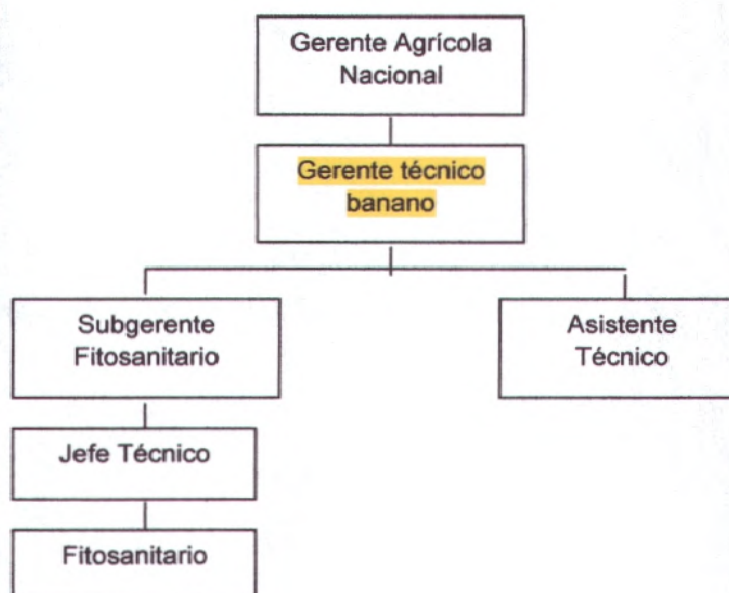 Gerente Agrícola
Nacional
Gerente técnico
banano
Subgerente
Fitosanitario
Asistente
Técnico
Jefe Técnico
Fitosanitario